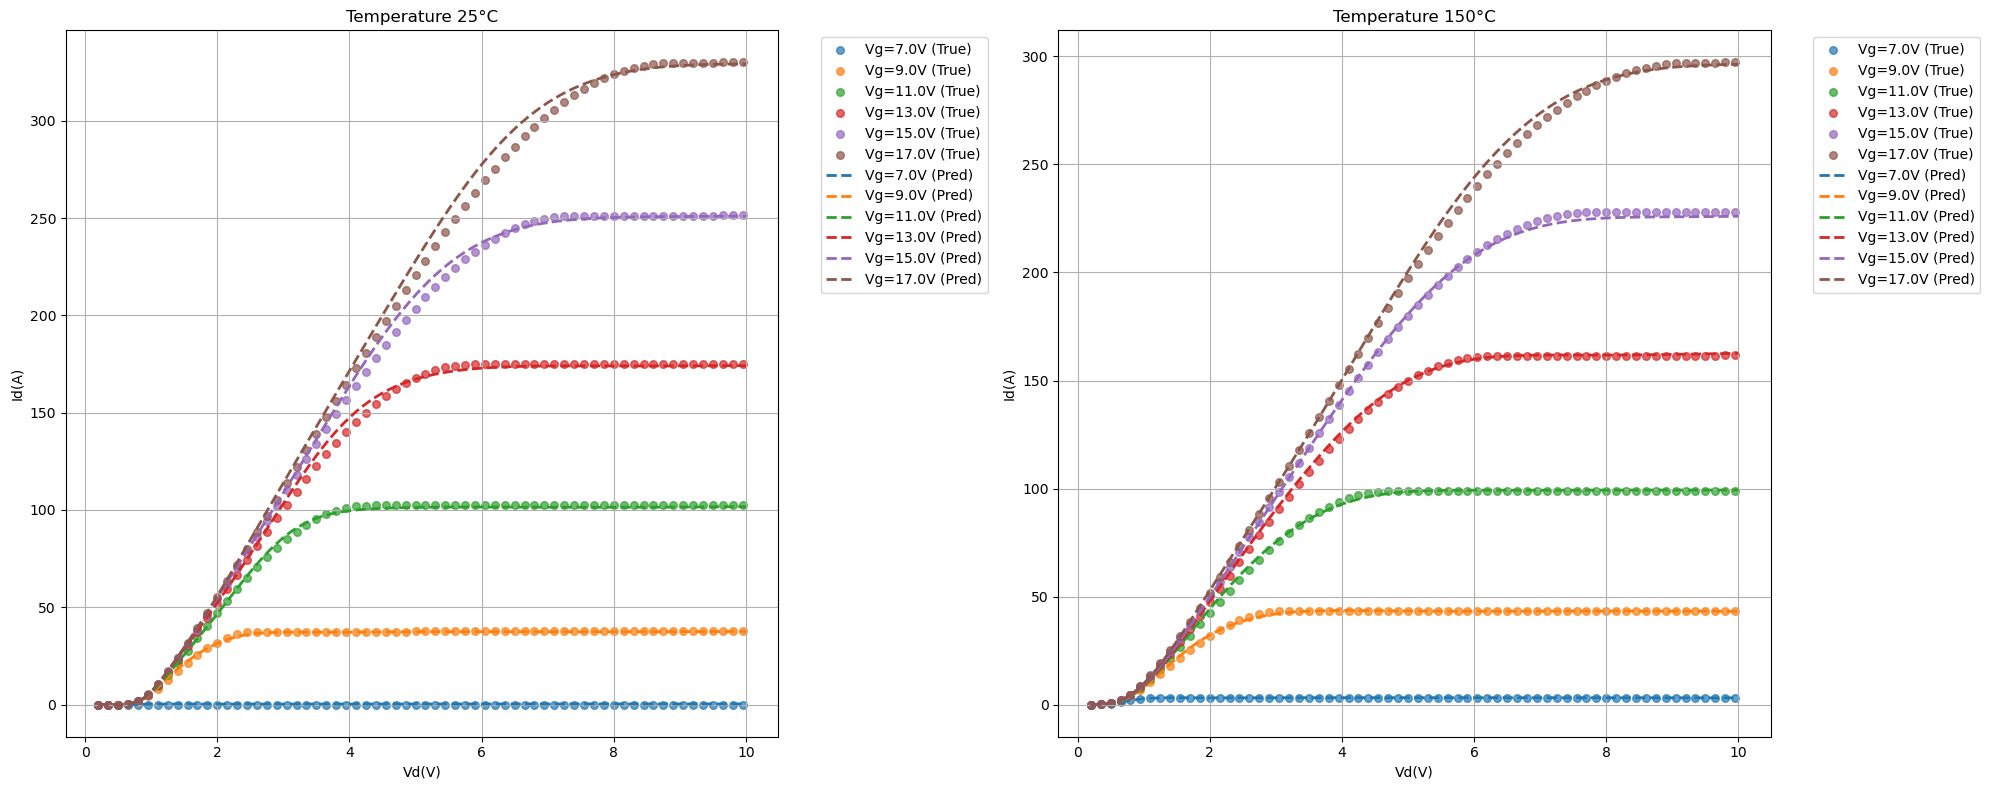 Temperature 25°C
Id(A)
350
300
250
200
150
100
50
0
0 2 4 6 8 10
Vd(V)
Vg=7.0V (True)
Vg=9.0V (True)
Vg=11.0V (True)
Vg=13.0V (True)
Vg=15.0V (True)
Vg=17.0V (True)
Vg=7.0V (Pred)
Vg=9.0V (Pred)
Vg=11.0V (Pred)
Vg=13.0V (Pred)
Vg=15.0V (Pred)
Vg=17.0V (Pred)
Temperature 150°C
Id(A)
300
250
200
150
100
50
0
0 2 4 6 8 10
Vd(V)
Vg=7.0V (True)
Vg=9.0V (True)
Vg=11.0V (True)
Vg=13.0V (True)
Vg=15.0V (True)
Vg=17.0V (True)
Vg=7.0V (Pred)
Vg=9.0V (Pred)
Vg=11.0V (Pred)
Vg=13.0V (Pred)
Vg=15.0V (Pred)
Vg=17.0V (Pred)